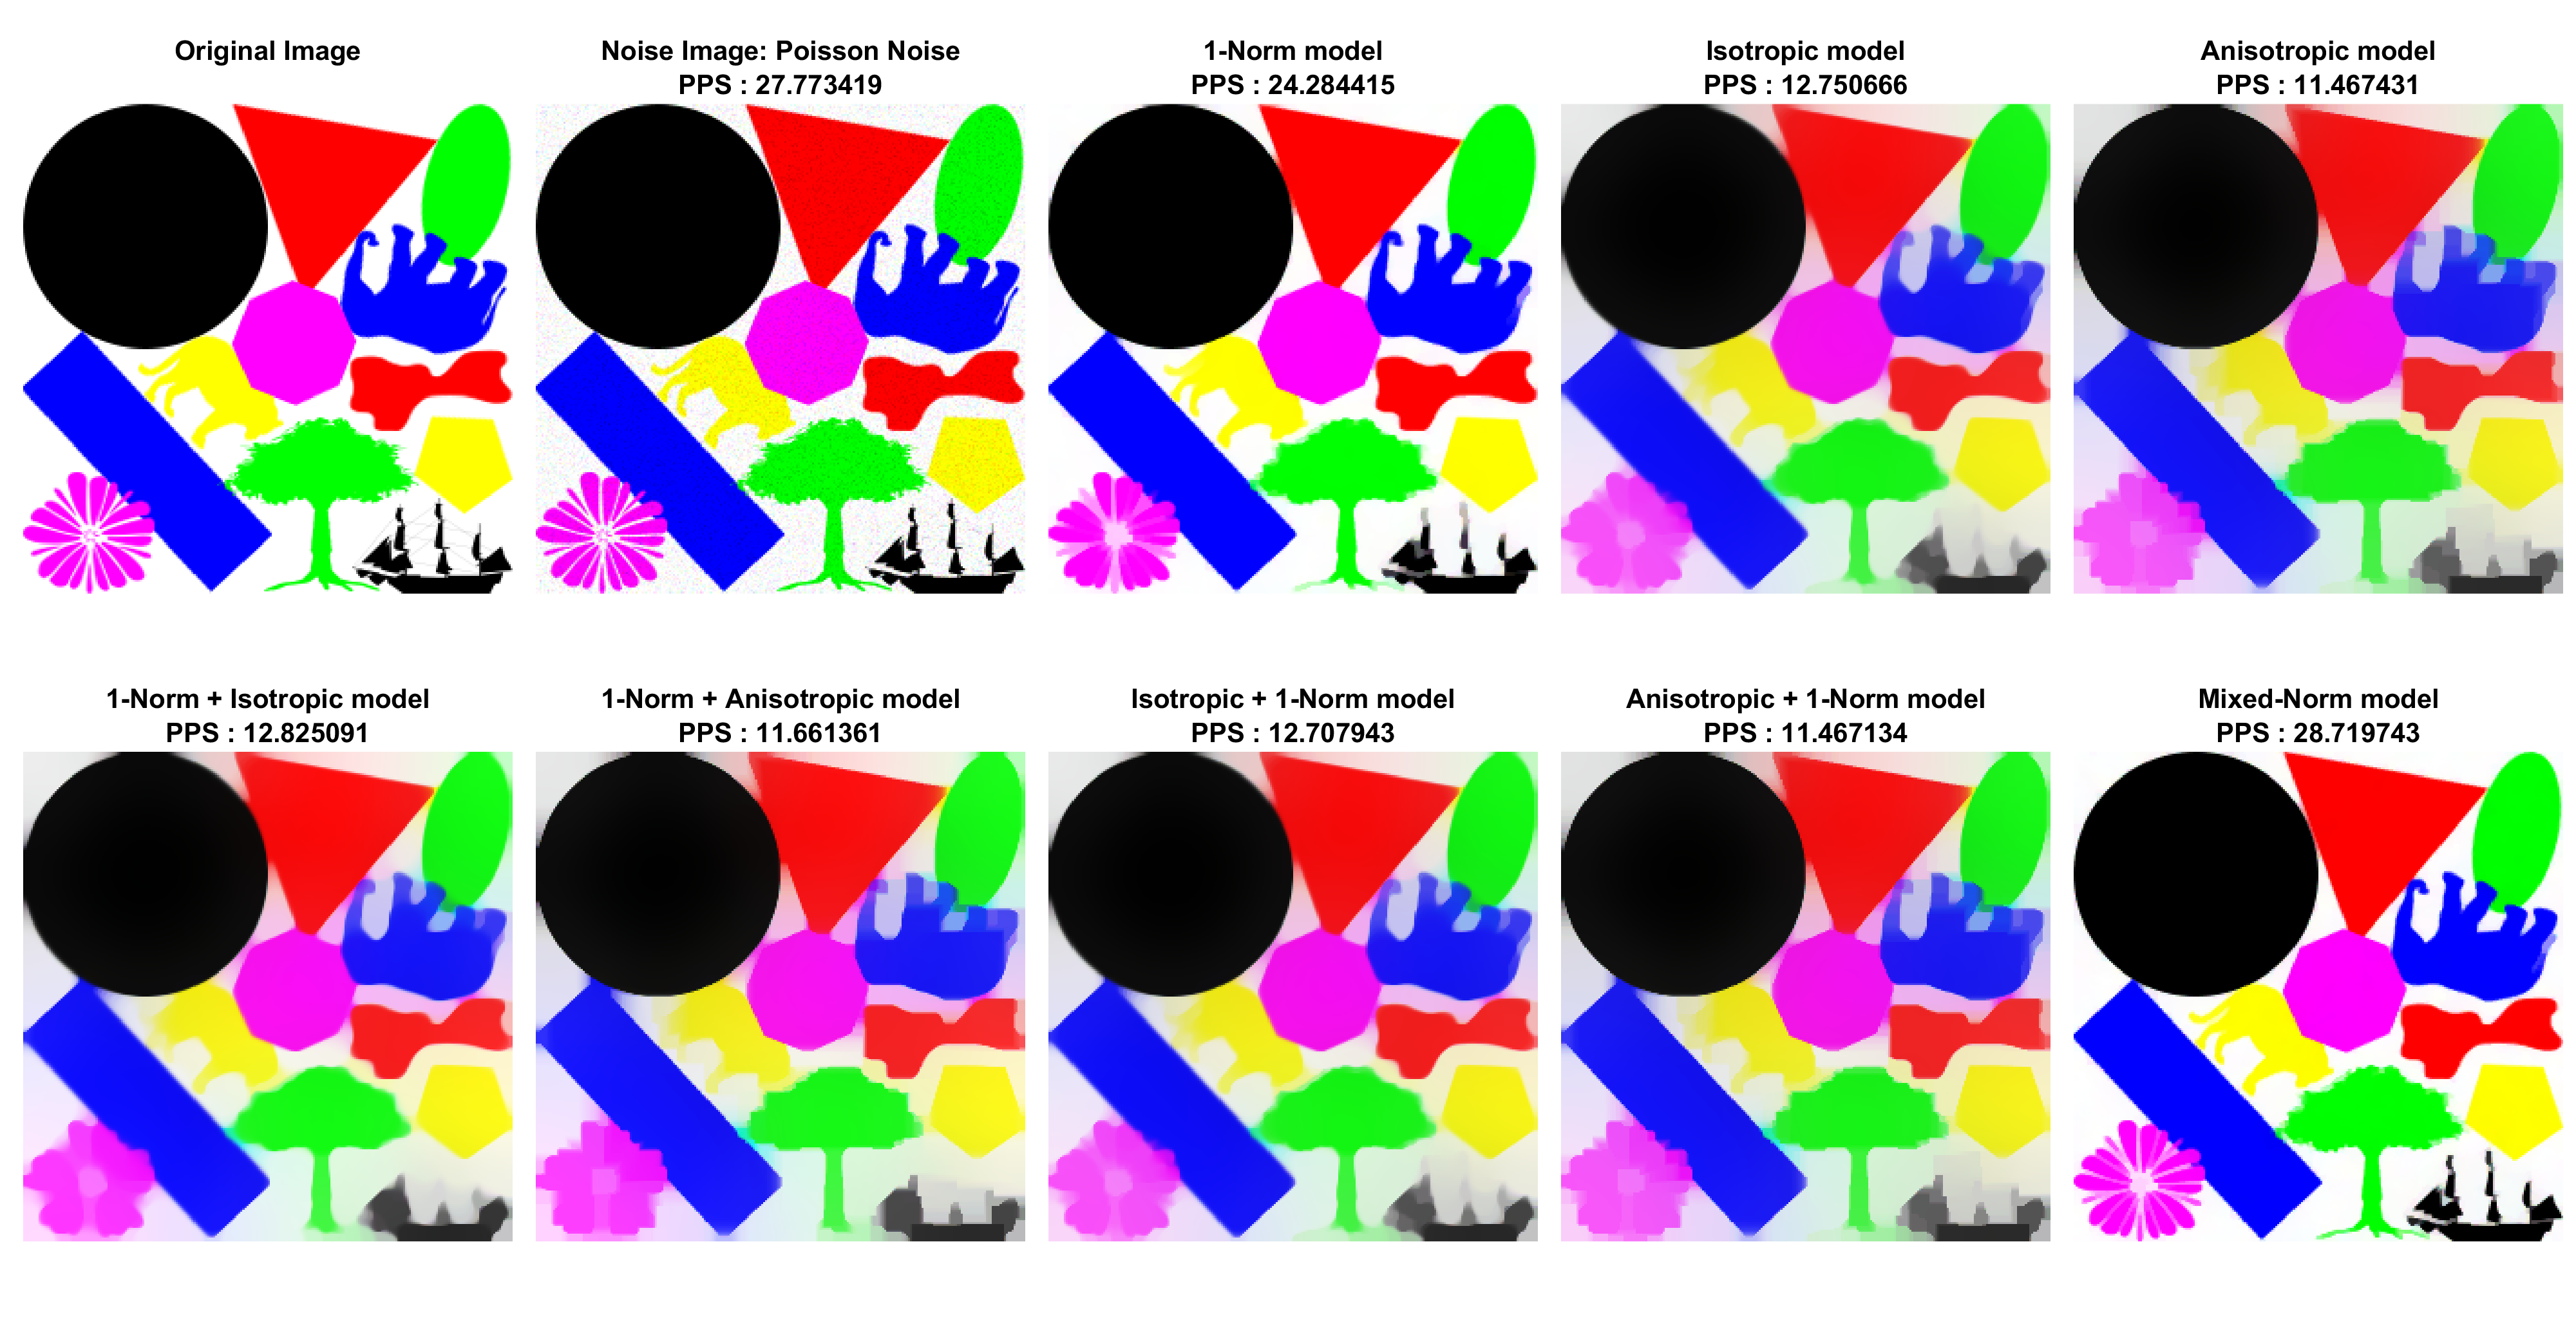 Original Image
Noise Image: Poisson Noise
PPS : 27.773419
1-Norm model
PPS : 24.284415
Isotropic model
PPS : 12.750666
Anisotropic model
PPS : 11.467431
1-Norm + Isotropic model
PPS : 12.825091
1-Norm + Anisotropic model
PPS : 11.661361
Isotropic + 1-Norm model
PPS : 12.707943
Anisotropic + 1-Norm model
PPS : 11.467134
Mixed-Norm model
PPS : 28.719743